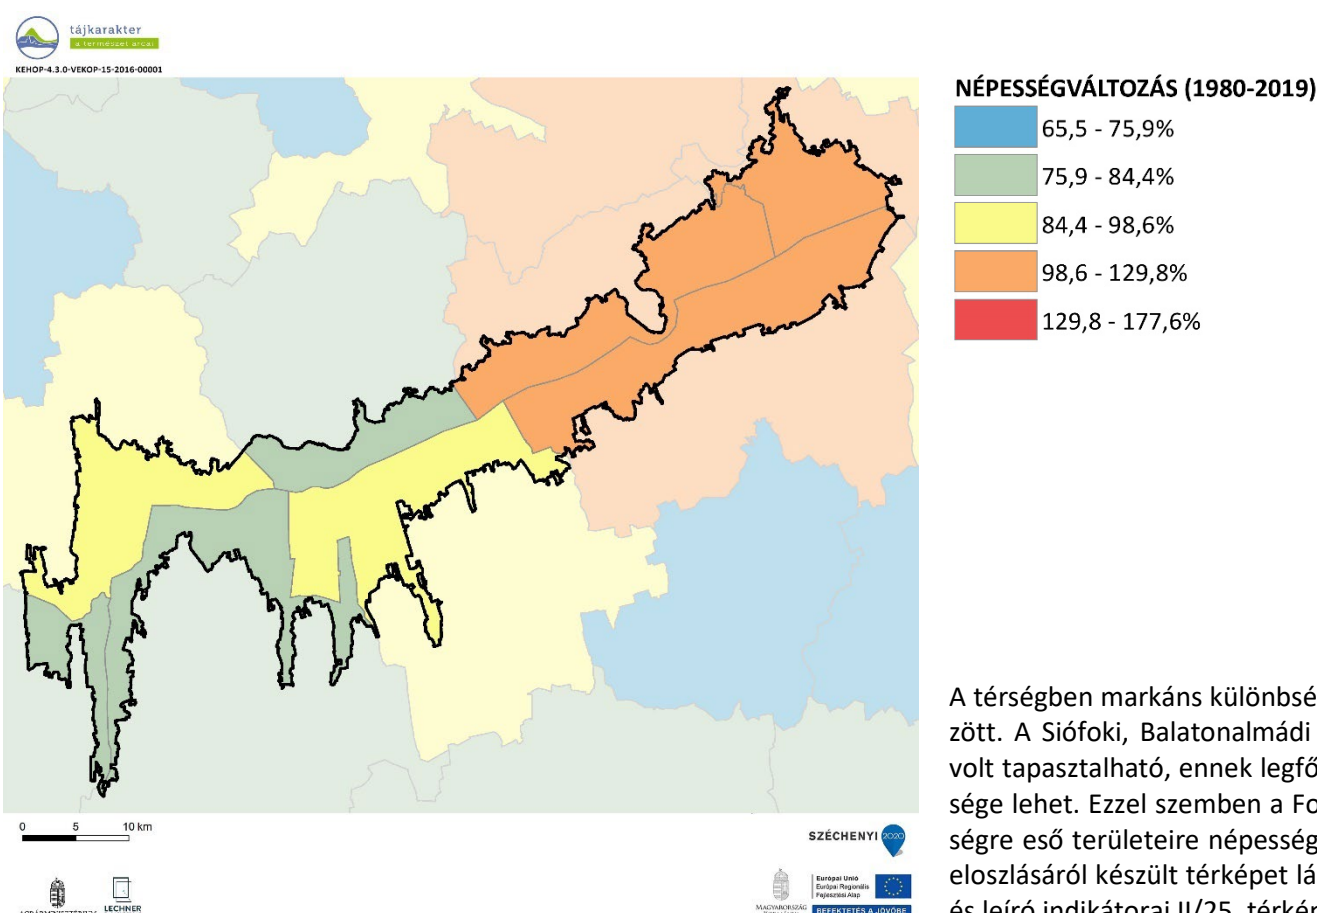 tájkarakter
a természet arcai
KEHOP-4.3.0-VEKOP-15-2016-00001
NÉPESSÉGVÁLTOZÁS (1980-2019)
65,5 - 75,9%
75,9 - 84,4%
84,4 - 98,6%
98,6 - 129,8%
129,8 - 177,6%
A térségben markáns különbsé
zött. A Siófoki, Balatonalmádi
volt tapasztalható, ennek legfő
sége lehet. Ezzel szemben a Fo
ségre eső területeire népesség
eloszlásáról készült térképet lá
és leíró indikátorai II/25. térkép
0 5 10 km
SZÉCHENYI 2020
LECHNER
Európai Unió
Európai Regionális
Fejlesztési Alap
MAGYARORSZÁG
BEFEKTETÉS A JÖVŐBE